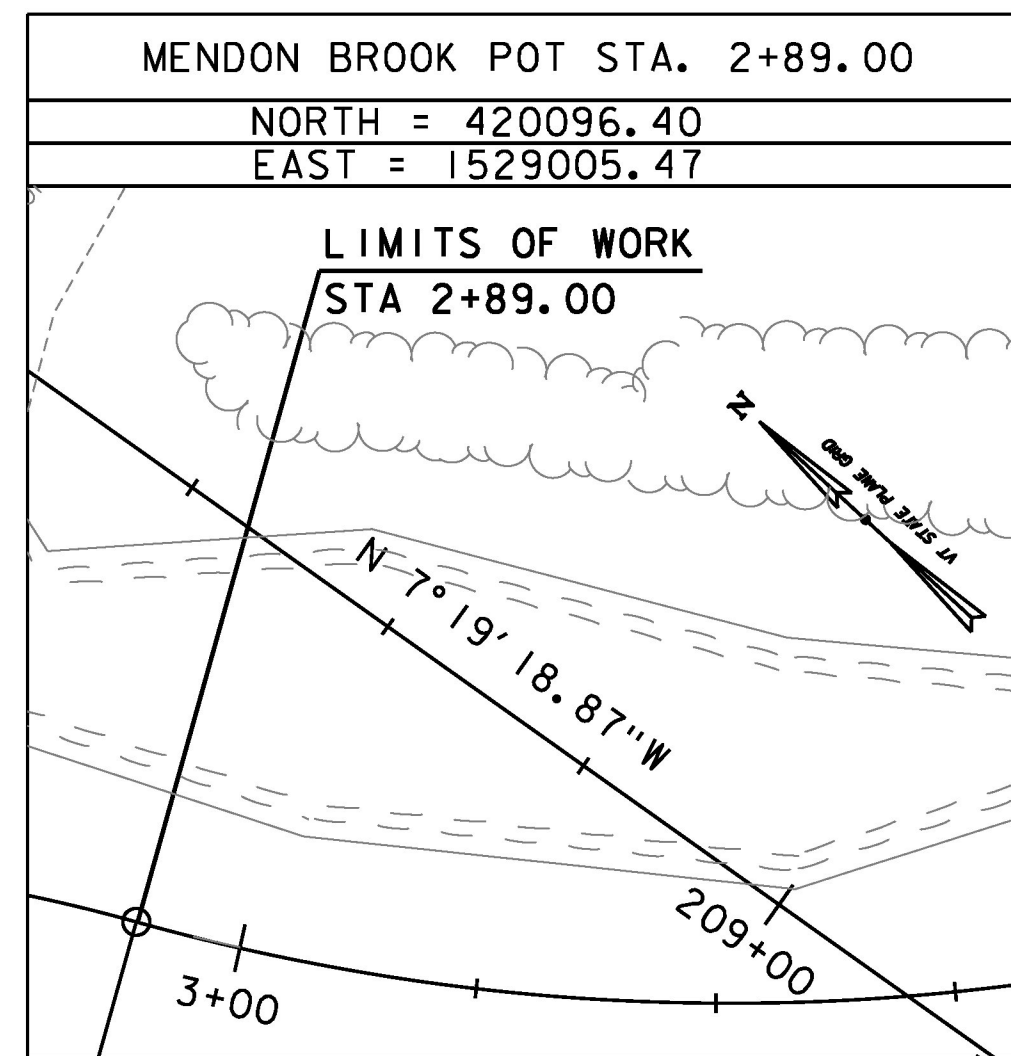 MENDON BROOK POT STA. 2+89.00
NORTH = 420096.40
EAST = 1529005.47
LIMITS OF WORK
STA 2+89.00
N
VT STATE PLANE GRID
N 7°19'18.87"W
209+00
3+00